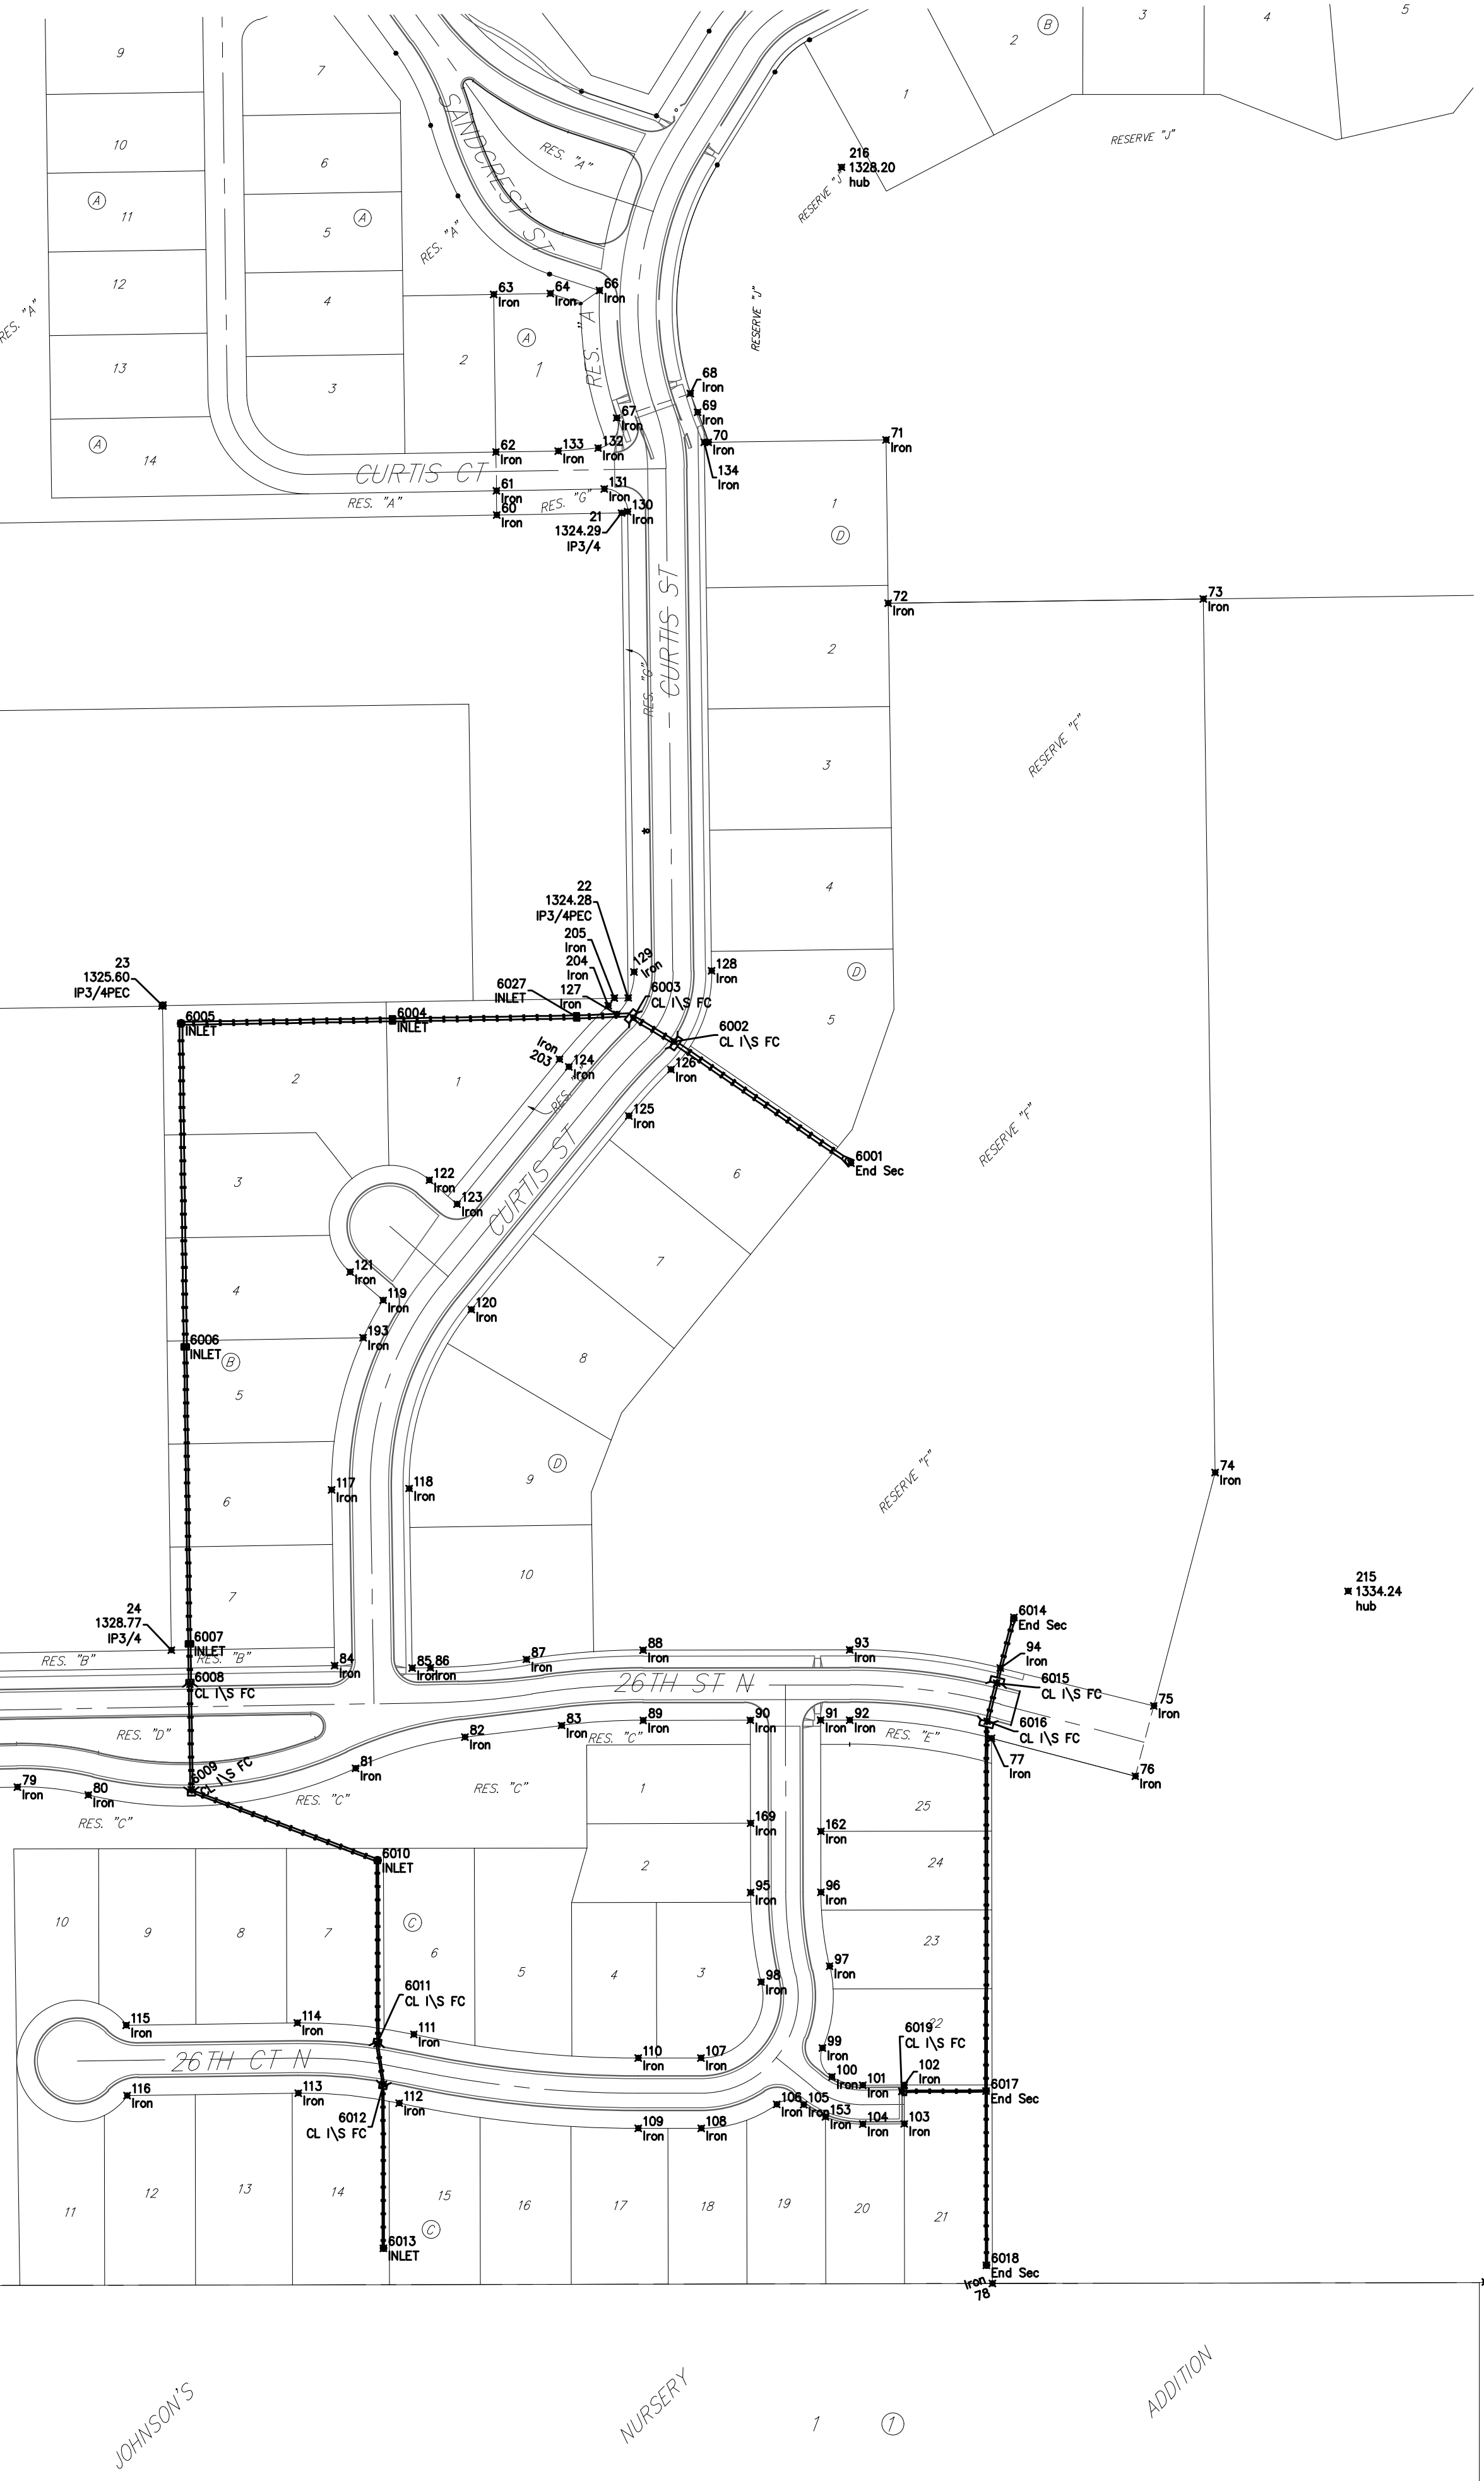 3
4
5
B
2
1
RESERVE "J"
9
7
10
SANDCREST ST
RES. "A"
6
216
1328.20
hub
RESERVE "J"
A
11
A
5
RES. "A"
12
4
63
Iron
64
Iron
66
Iron
RESERVE "J"
RES. "A"
A
RES. "A"
13
3
2
1
68
Iron
69
Iron
67
Iron
A
14
62
Iron
133
Iron
132
Iron
70
Iron
71
Iron
134
Iron
CURTIS CT
61
Iron
131
Iron
RES. "A"
RES. "G"
60
Iron
130
Iron
21
1324.29
IP3/4
1
D
CURTIS ST
72
Iron
73
Iron
2
RES. "G"
3
RESERVE "F"
4
22
1324.28
IP3/4PEC
205
Iron
204
Iron
129
Iron
128
Iron
D
23
1325.60
IP3/4PEC
6027
INLET
127
Iron
6003
CL I\S FC
6005
INLET
6004
INLET
6002
CL I\S FC
5
Iron
203
124
Iron
126
Iron
2
1
RES.
125
Iron
RESERVE "F"
CURTIS ST
6001
End Sec
3
122
Iron
123
Iron
6
7
121
Iron
4
119
Iron
120
Iron
193
Iron
6006
INLET
B
8
5
D
9
RESERVE "F"
117
Iron
118
Iron
74
Iron
6
10
7
215
1334.24
hub
24
1328.77
IP3/4
6007
INLET
6014
End Sec
RES. "B"
RES. "B"
84
Iron
85
Iron
86
Iron
87
Iron
88
Iron
93
Iron
94
Iron
6008
CL I\S FC
26TH ST N
6015
CL I\S FC
75
Iron
RES. "D"
82
Iron
83
Iron
89
Iron
RES. "C"
90
Iron
91
Iron
92
Iron
RES. "E"
6016
CL I\S FC
77
Iron
76
Iron
79
Iron
80
Iron
6009
CL I\S FC
81
Iron
RES. "C"
RES. "C"
RES. "C"
1
25
169
Iron
162
Iron
6010
INLET
2
24
95
Iron
96
Iron
10
9
8
7
C
6
5
4
3
23
97
Iron
98
Iron
6011
CL I\S FC
115
Iron
114
Iron
111
Iron
22
6019
CL I\S FC
99
Iron
26TH CT N
110
Iron
107
Iron
100
Iron
101
Iron
102
Iron
6017
End Sec
116
Iron
113
Iron
112
Iron
6012
CL I\S FC
109
Iron
108
Iron
106
Iron
105
Iron
153
Iron
104
Iron
103
Iron
11
12
13
14
15
16
17
18
19
20
21
C
6013
INLET
6018
End Sec
Iron
78
JOHNSON'S
NURSERY
ADDITION
1
1